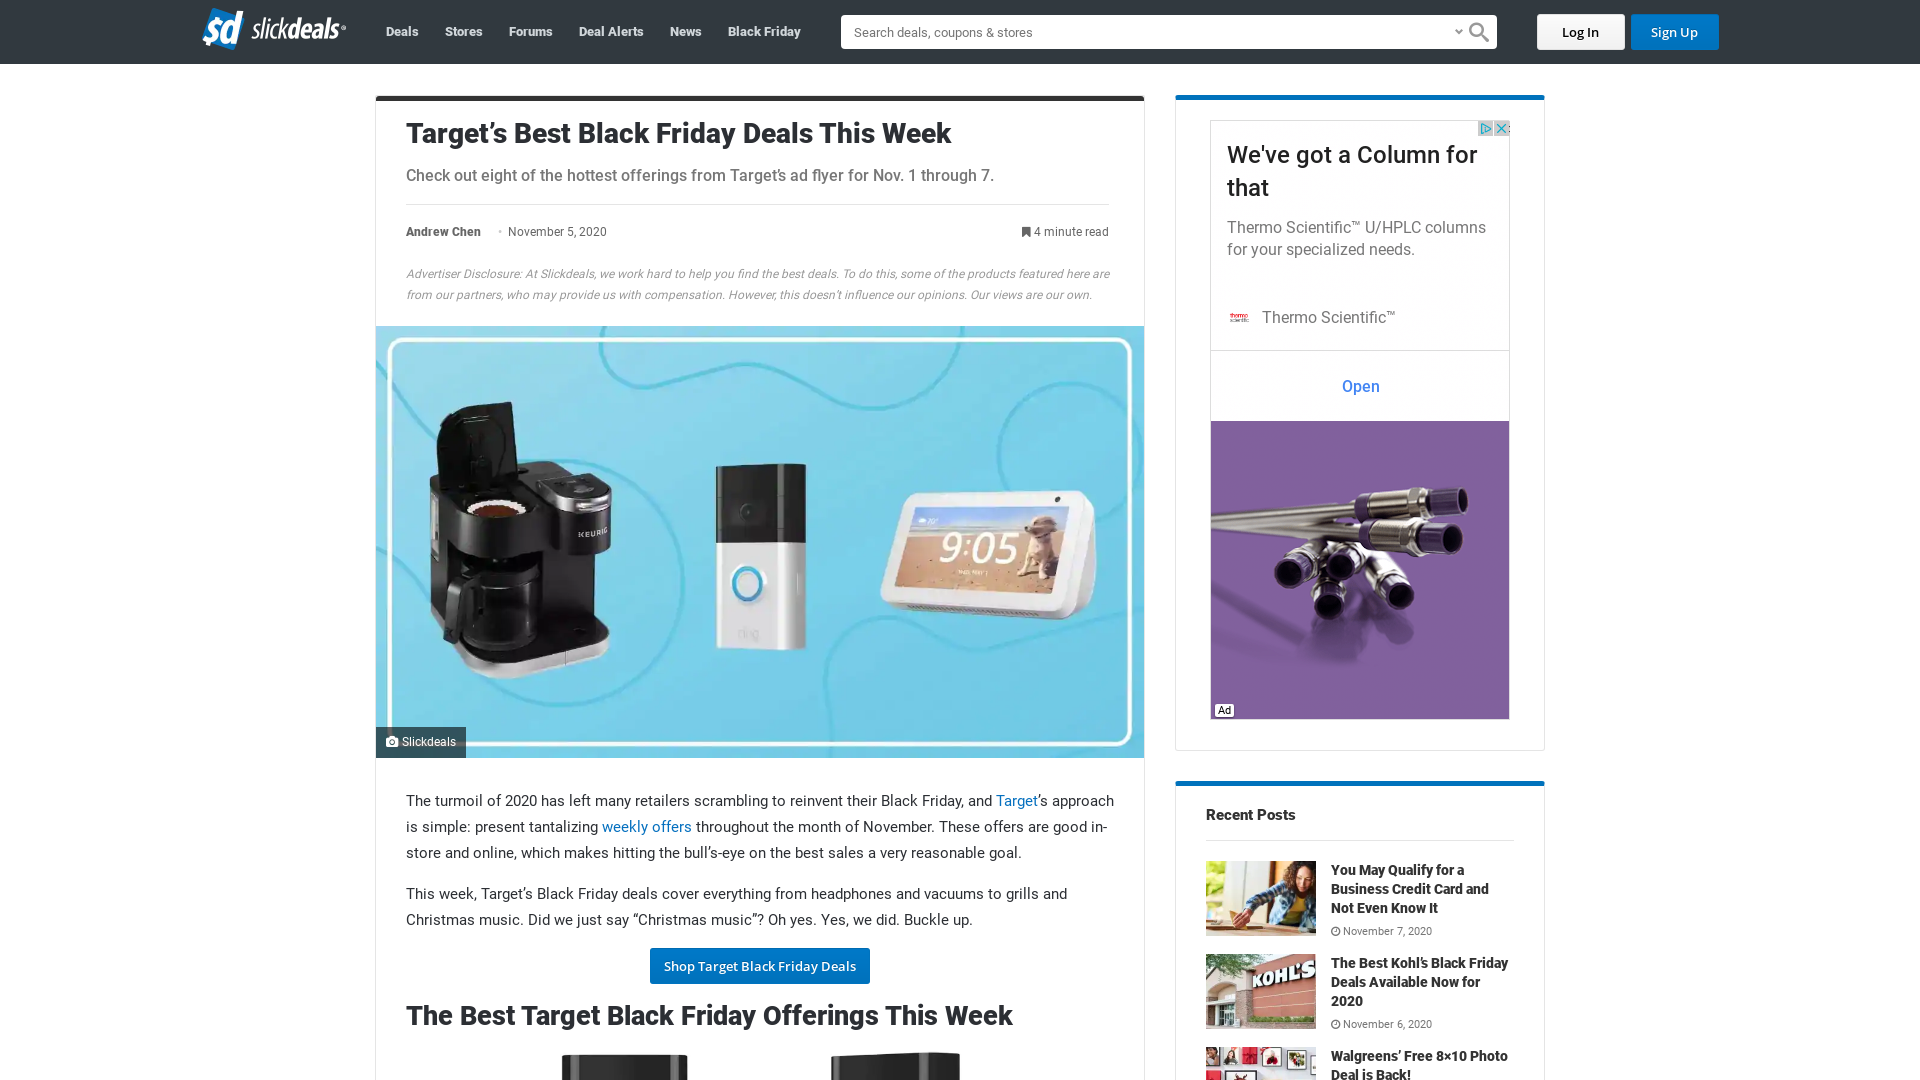 sd slickdeals
Deals
Stores
Forums
Deal Alerts
News
Black Friday
Search deals, coupons & stores
Log In
Sign Up
Target’s Best Black Friday Deals This Week
Check out eight of the hottest offerings from Target’s ad flyer for Nov. 1 through 7.
Andrew Chen • November 5, 2020
4 minute read
Advertiser Disclosure: At Slickdeals, we work hard to help you find the best deals. To do this, some of the products featured here are
from our partners, who may provide us with compensation. However, this doesn’t influence our opinions. Our views are our own.
KEURIG
ring
9:05
Slickdeals
The turmoil of 2020 has left many retailers scrambling to reinvent their Black Friday, and Target’s approach
is simple: present tantalizing weekly offers throughout the month of November. These offers are good in-
store and online, which makes hitting the bull’s-eye on the best sales a very reasonable goal.
This week, Target’s Black Friday deals cover everything from headphones and vacuums to grills and
Christmas music. Did we just say “Christmas music”? Oh yes. Yes, we did. Buckle up.
Shop Target Black Friday Deals
The Best Target Black Friday Offerings This Week
We've got a Column for
that
Thermo Scientific™ U/HPLC columns
for your specialized needs.
thermo
scientific
Thermo Scientific™
Open
Ad
Recent Posts
You May Qualify for a
Business Credit Card and
Not Even Know It
November 7, 2020
KOHL'S
The Best Kohl’s Black Friday
Deals Available Now for
2020
November 6, 2020
Walgreens’ Free 8×10 Photo
Deal is Back!